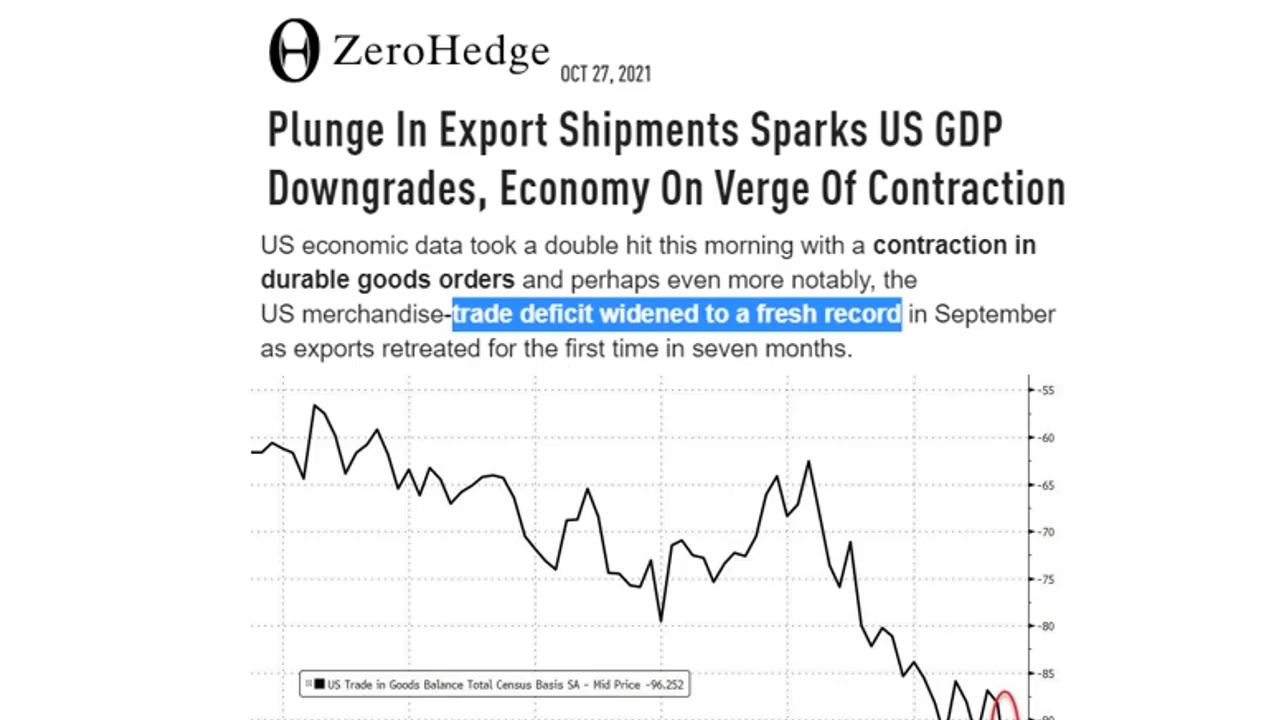 ZeroHedge
OCT 27, 2021
Plunge In Export Shipments Sparks US GDP
Downgrades, Economy On Verge Of Contraction
US economic data took a double hit this morning with a contraction in
durable goods orders and perhaps even more notably, the
US merchandise-trade deficit widened to a fresh record in September
as exports retreated for the first time in seven months.
-55
-60
-65
-70
-75
-80
-85
US Trade in Goods Balance Total Census Basis SA - Mid Price -96.252
-90